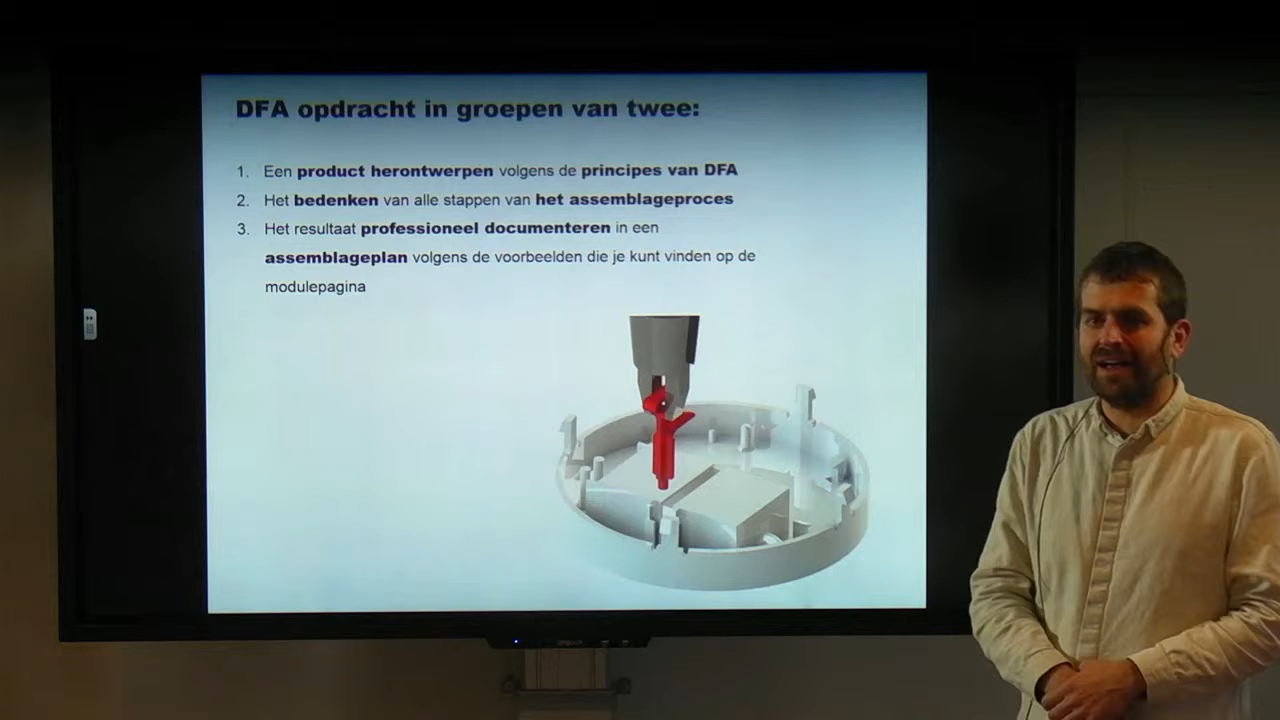 DFA opdracht in groepen van twee:
1. Een product herontwerpen volgens de principes van DFA
2. Het bedenken van alle stappen van het assemblageproces
3. Het resultaat professioneel documenteren in een
assemblageplan volgens de voorbeelden die je kunt vinden op de
modulepagina